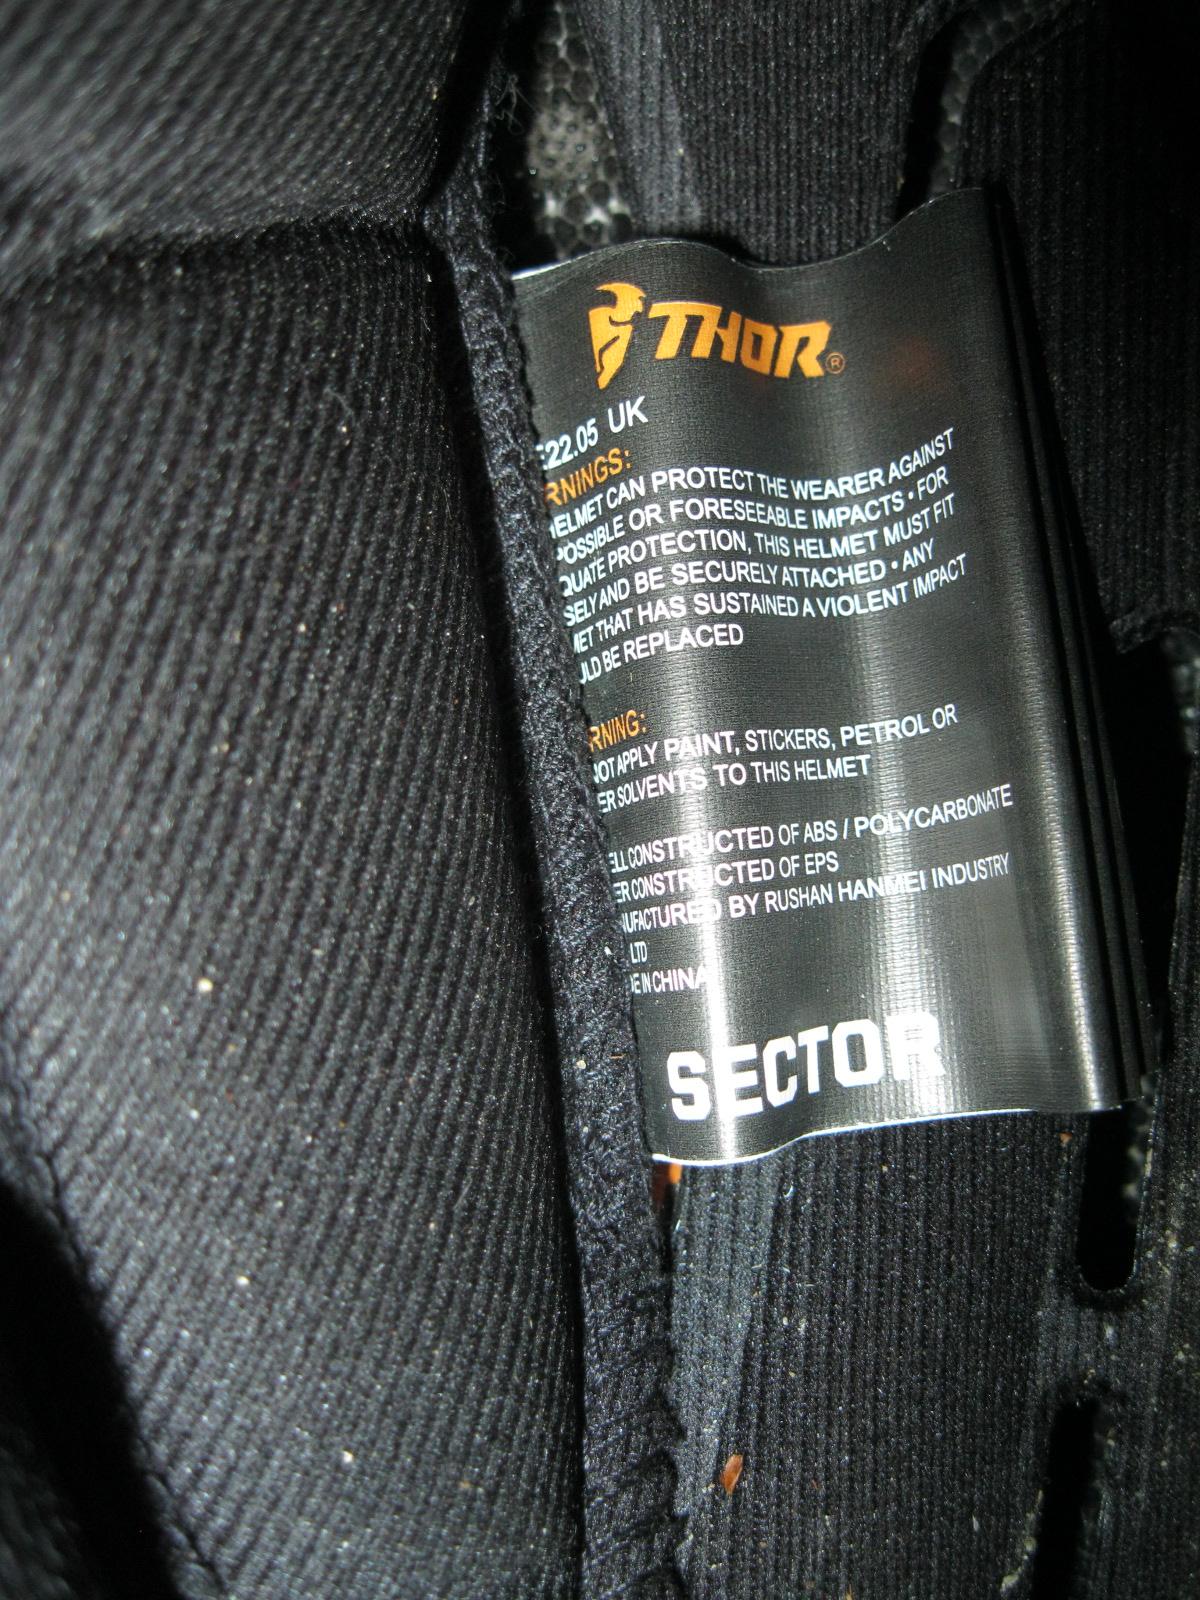 THOR®
E22.05 UK
RNINGS:
HELMET CAN PROTECT THE WEARER AGAINST
POSSIBLE OR FORESEEABLE IMPACTS • FOR
QUATE PROTECTION, THIS HELMET MUST FIT
SELY AND BE SECURELY ATTACHED • ANY
MET THAT HAS SUSTAINED A VIOLENT IMPACT
ULD BE REPLACED
RNING:
NOT APPLY PAINT, STICKERS, PETROL OR
ER SOLVENTS TO THIS HELMET
ELL CONSTRUCTED OF ABS / POLYCARBONATE
ER CONSTRUCTED OF EPS
NUFACTURED BY RUSHAN HANMEI INDUSTRY
LTD
DE IN CHINA
SECTOR